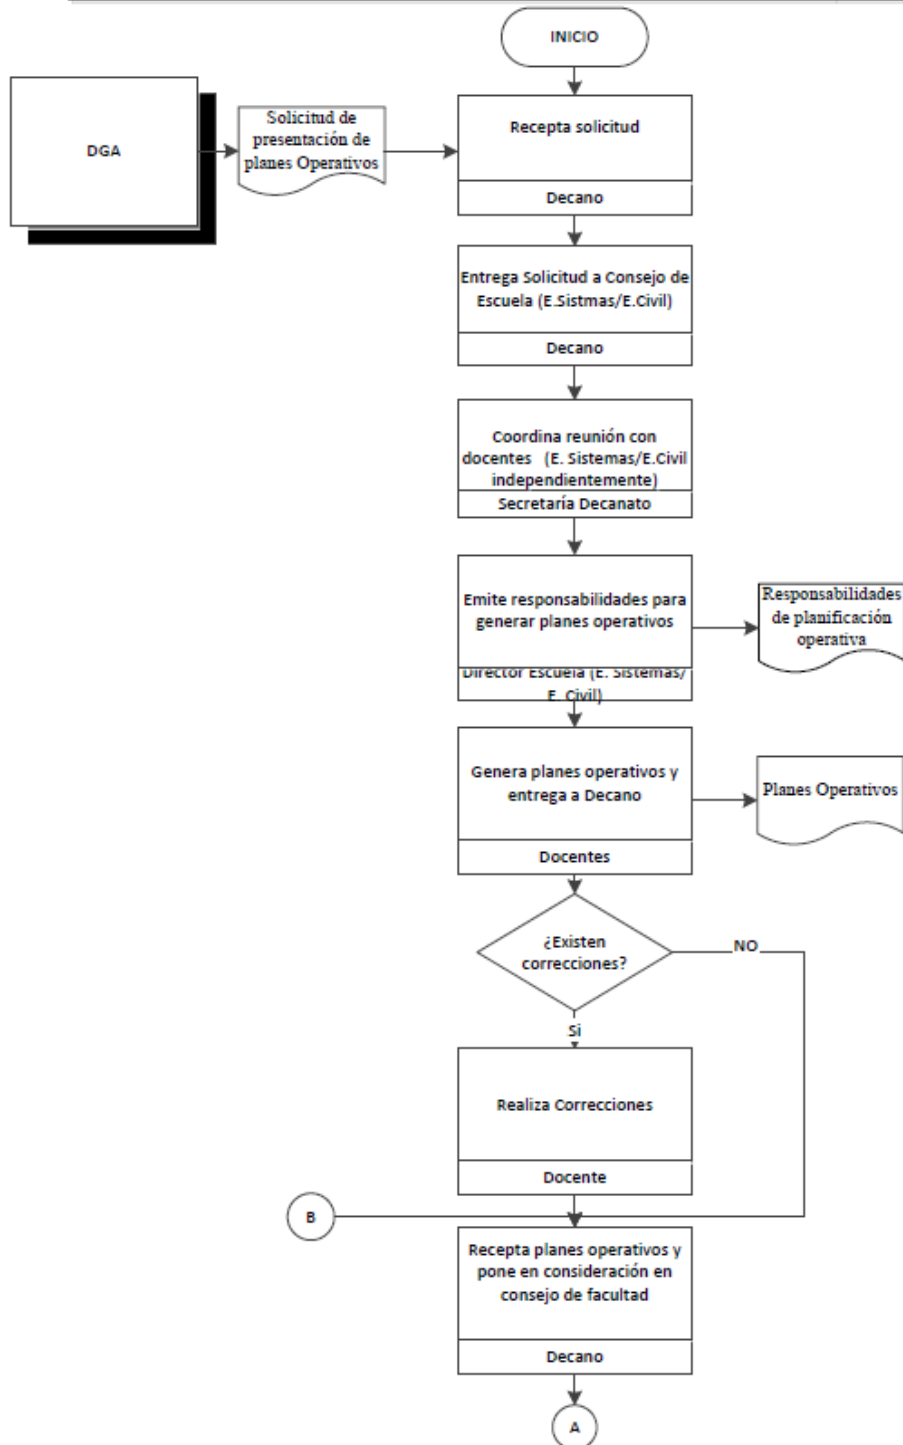 INICIO
DGA
Solicitud de
presentación de
planes Operativos
Recepta solicitud
Decano
Entrega Solicitud a Consejo de
Escuela (E.Sistmas/E.Civil)
Decano
Coordina reunión con
docentes (E. Sistemas/E.Civil
independientemente)
Secretaría Decanato
Emite responsabilidades para
generar planes operativos
Director Escuela (E. Sistemas/
E. Civil)
Responsabilidades
de planificación
operativa
Genera planes operativos y
entrega a Decano
Docentes
Planes Operativos
¿Existen
correcciones?
NO
Si
Realiza Correcciones
Docente
B
Recepta planes operativos y
pone en consideración en
consejo de facultad
Decano
A